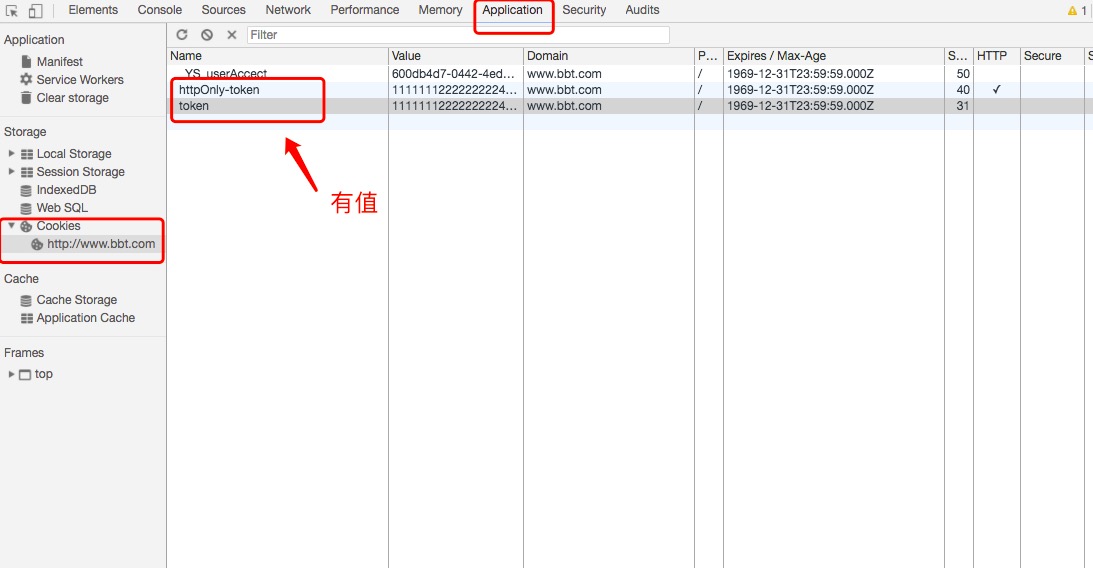 Elements Console Sources Network Performance Memory Application Security Audits 1
Application
Manifest
Service Workers
Clear storage
Storage
Local Storage
Session Storage
IndexedDB
Web SQL
Cookies
http://www.bbt.com
Cache
Cache Storage
Application Cache
Frames
top
Filter
Name Value Domain P... Expires / Max-Age S... HTTP Secure S
YS_userAccect 600db4d7-0442-4ed... www.bbt.com / 1969-12-31T23:59:59.000Z 50
httpOnly-token 11111112222222224... www.bbt.com / 1969-12-31T23:59:59.000Z 40 ✓
token 11111112222222224... www.bbt.com / 1969-12-31T23:59:59.000Z 31
有值